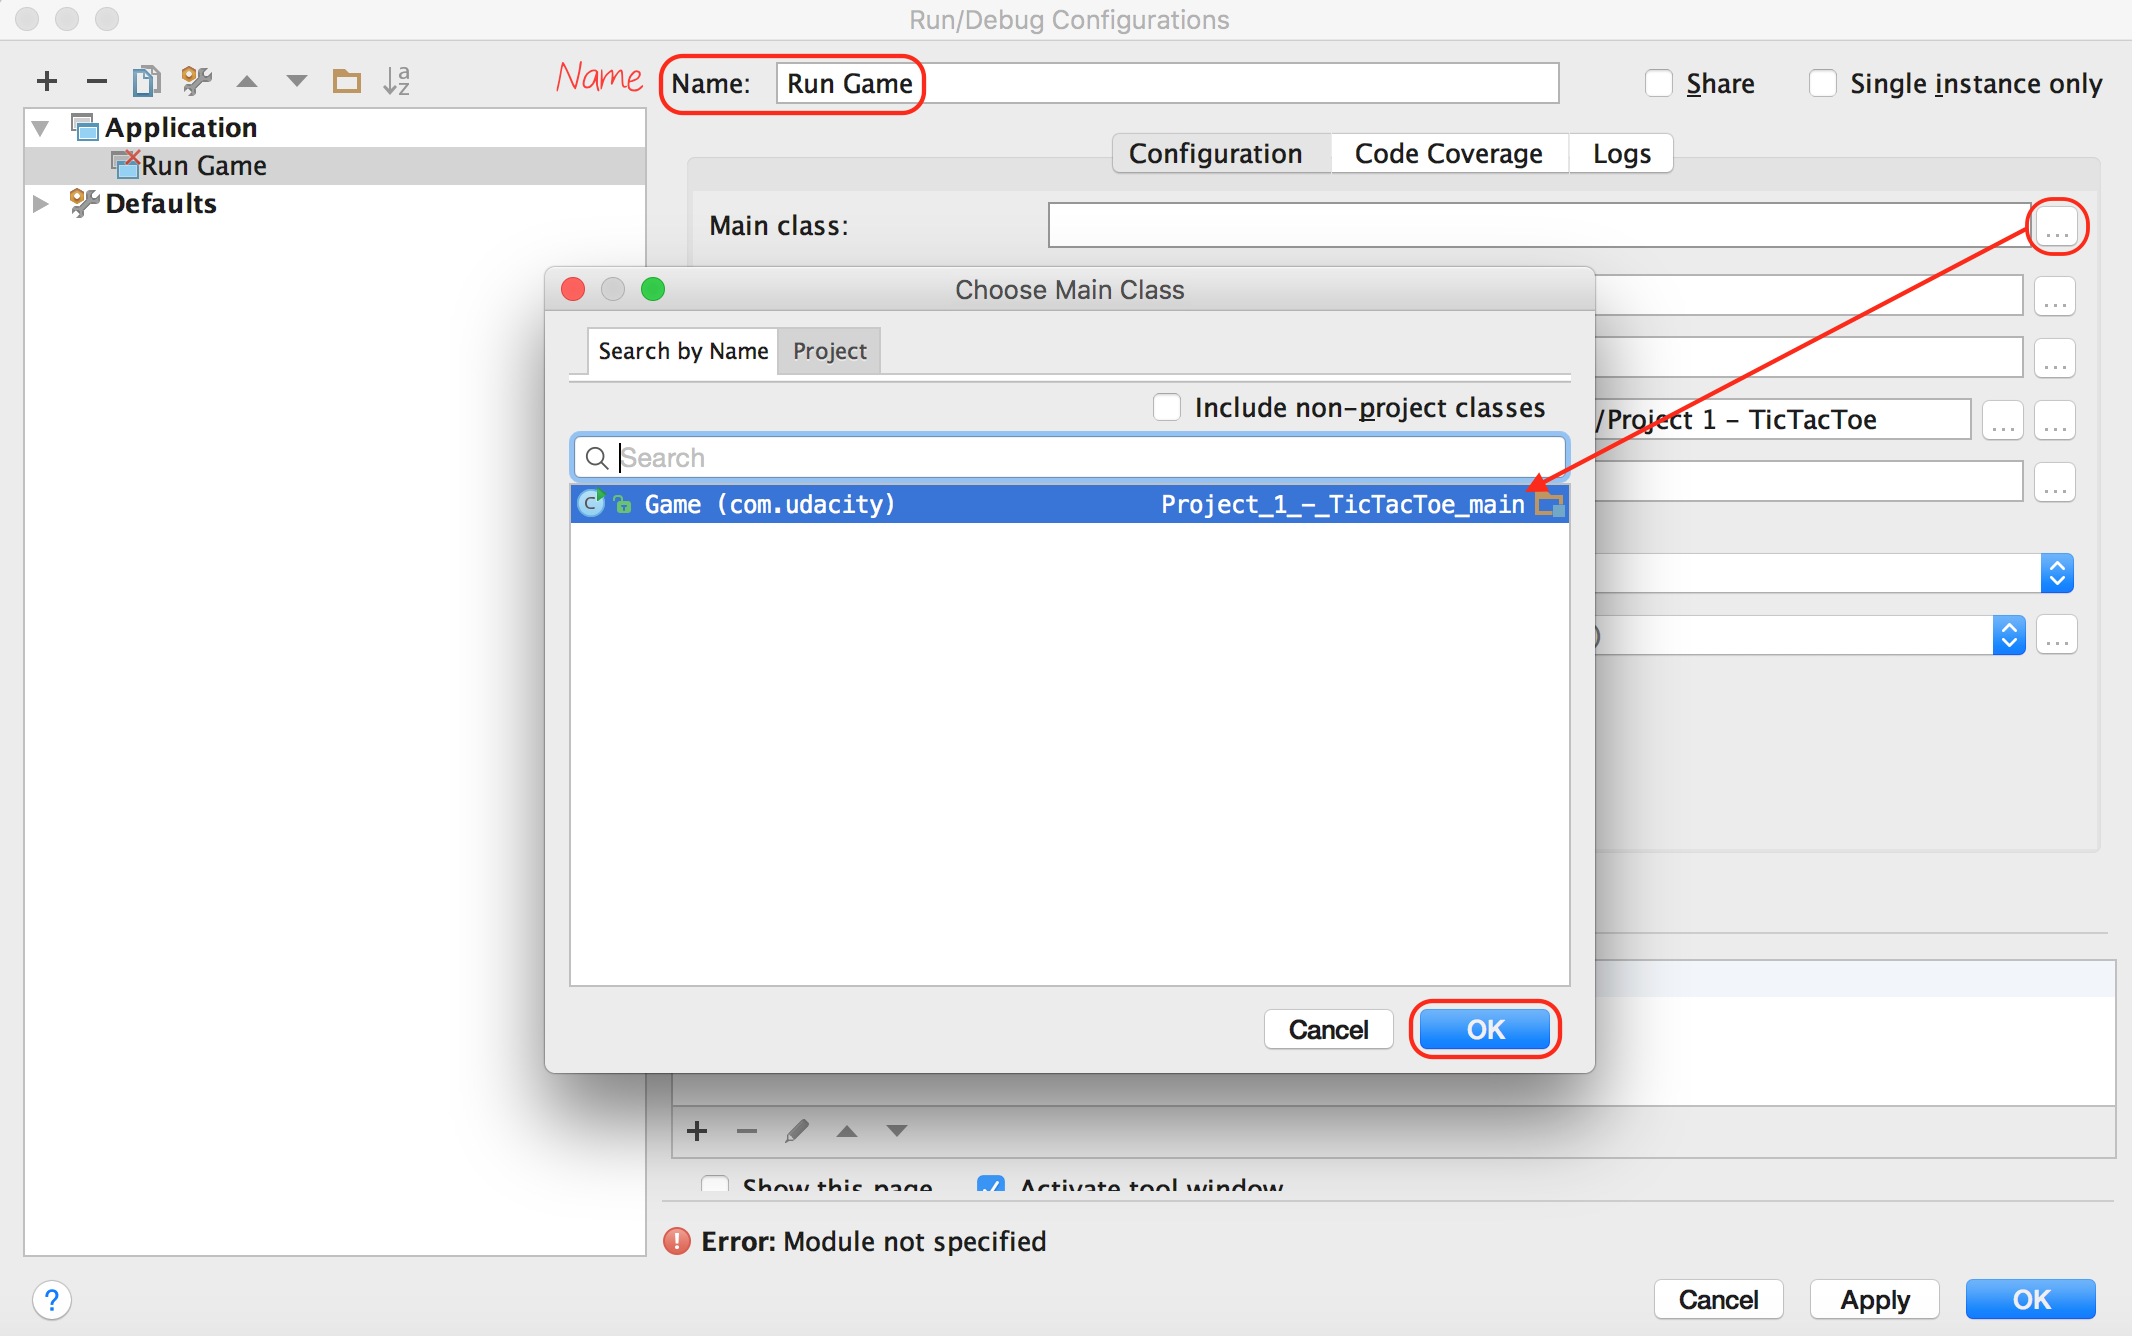 Run/Debug Configurations
Name
Name: Run Game
Share
Single instance only
Application
Run Game
Defaults
Configuration Code Coverage Logs
Main class: ...
Choose Main Class
Search by Name Project
Include non-project classes
Search
Game (com.udacity) Project_1_-_TicTacToe_main
...
...
/Project 1 - TicTacToe ... ...
...
) ...
Cancel OK
Show this page Activate tool window
Error: Module not specified
? Cancel Apply OK